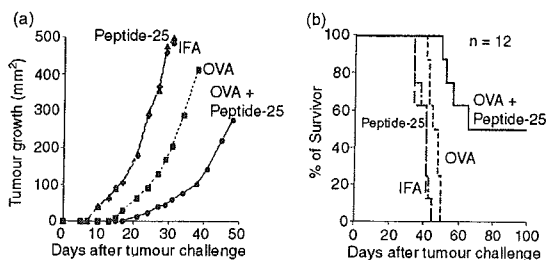 (a)
Tumour growth (mm²)
500
400
300
200
100
0
Peptide-25
IFA
OVA
OVA +
Peptide-25
0 10 20 30 40 50
Days after tumour challenge
(b)
% of Survivor
100
80
60
40
20
0
n = 12
OVA +
Peptide-25
Peptide-25
OVA
IFA
0 20 40 60 80 100
Days after tumour challenge